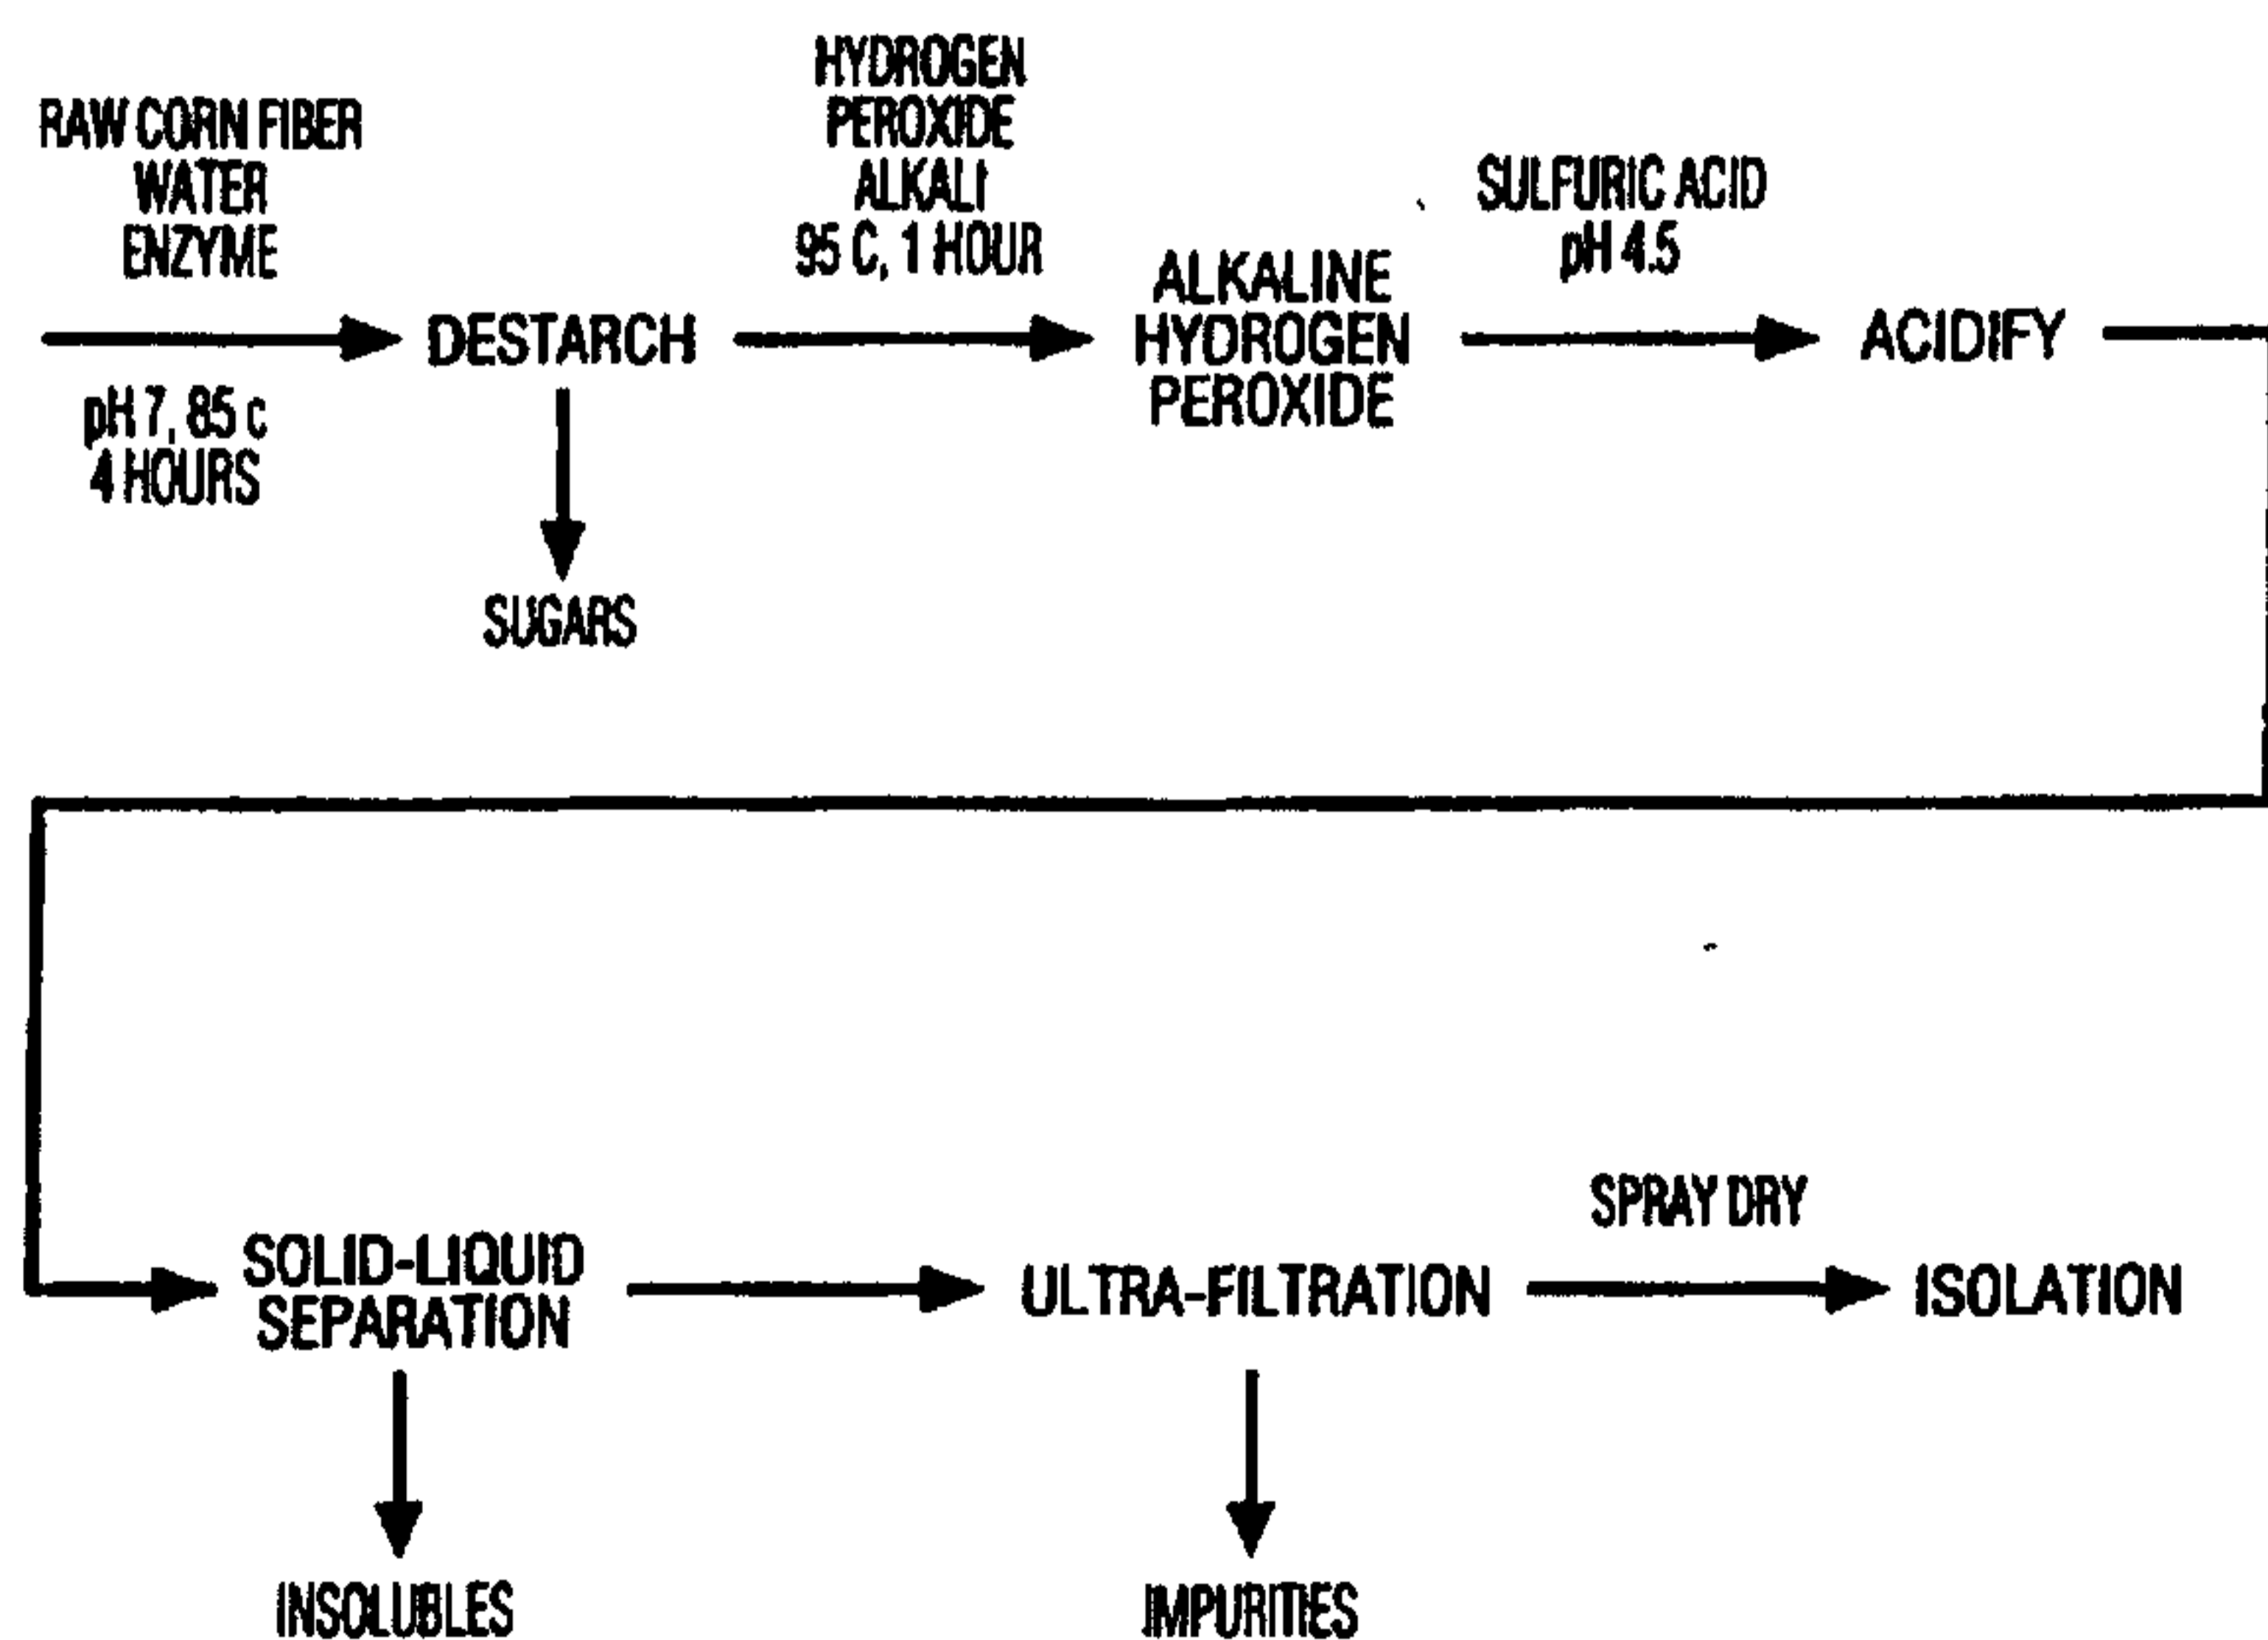 RAW CORN FIBER
WATER
ENZYME
pH 7, 85 c
4 HOURS
DESTARCH
SUGARS
HYDROGEN
PEROXIDE
ALKALI
95 C, 1 HOUR
ALKALINE
HYDROGEN
PEROXIDE
SULFURIC ACID
pH 4.5
ACIDIFY
SOLID-LIQUID
SEPARATION
INSOLUBLES
ULTRA-FILTRATION
IMPURITIES
SPRAY DRY
ISOLATION